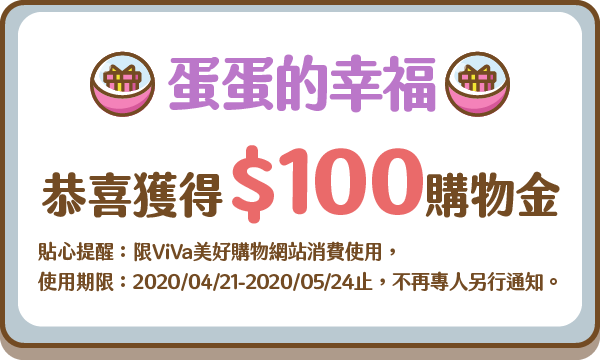 蛋蛋的幸福
恭喜獲得$100購物金
貼心提醒：限ViVa美好購物網站消費使用，
使用期限：2020/04/21-2020/05/24止，不再專人另行通知。